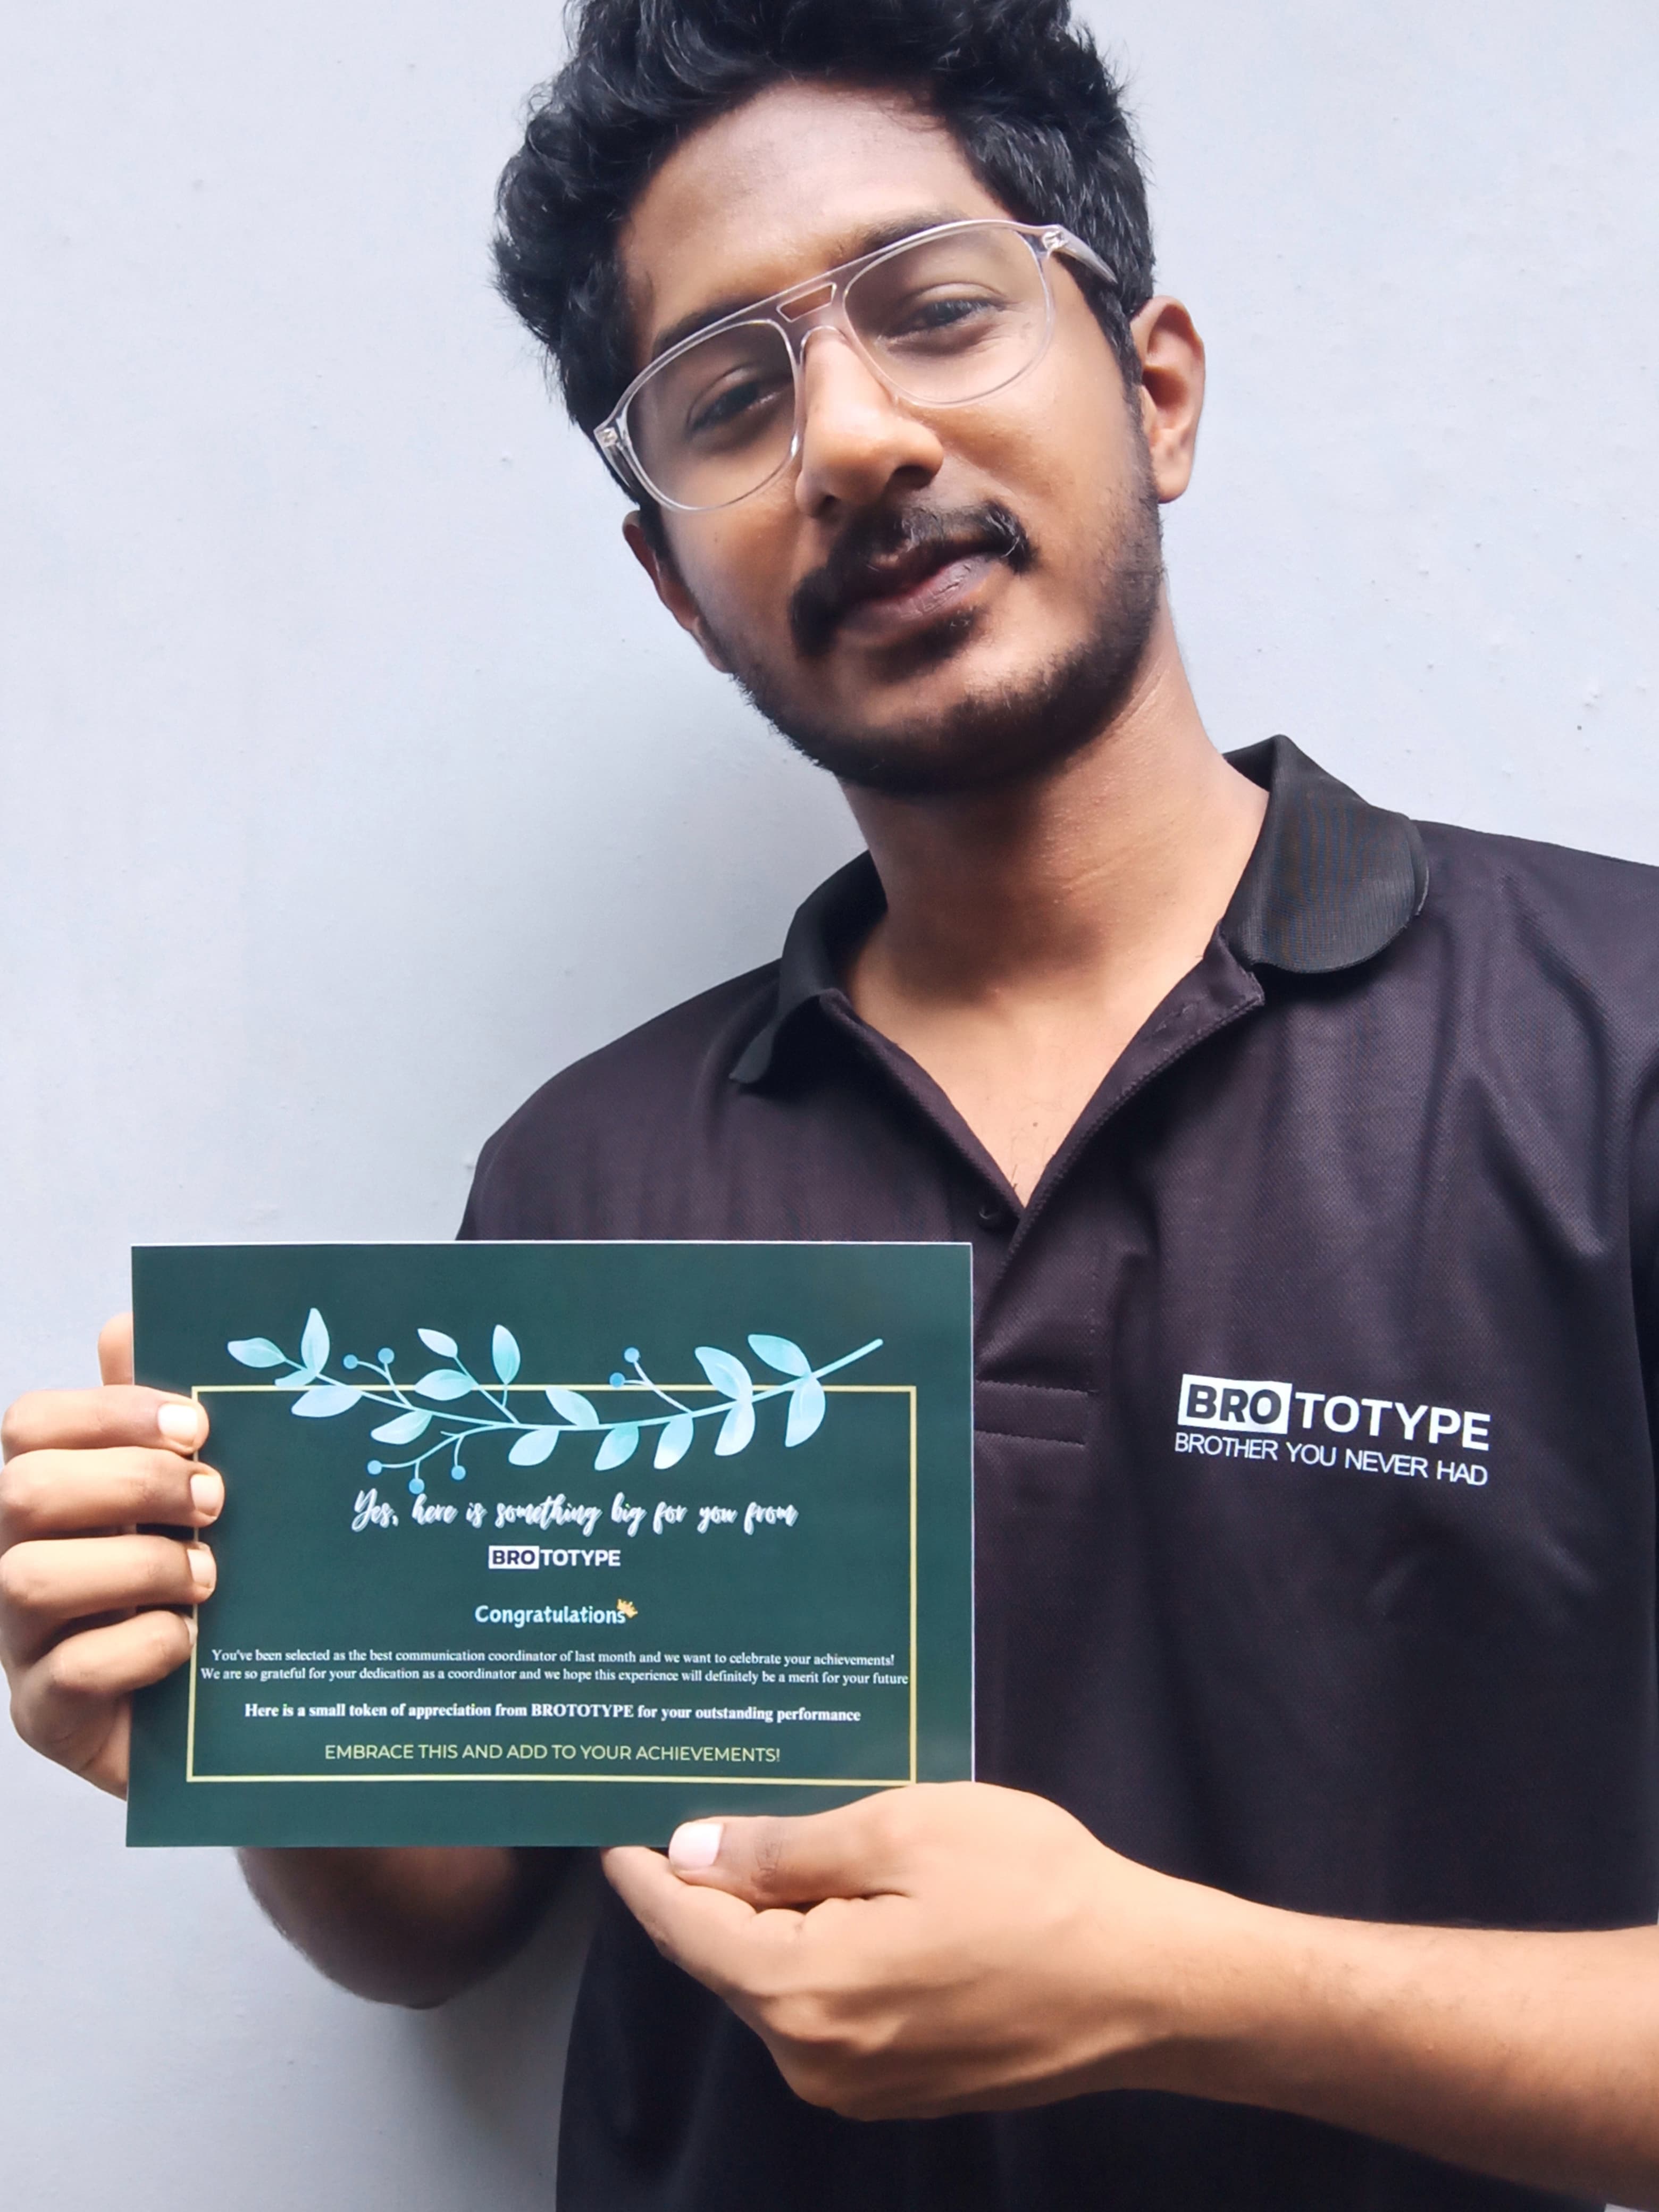 BROTOTYPE
BROTHER YOU NEVER HAD
Yes, here is something big for you from
BROTOTYPE
Congratulations
You've been selected as the best communication coordinator of last month and we want to celebrate your achievements!
We are so grateful for your dedication as a coordinator and we hope this experience will definitely be a merit for your future
Here is a small token of appreciation from BROTOTYPE for your outstanding performance
EMBRACE THIS AND ADD TO YOUR ACHIEVEMENTS!